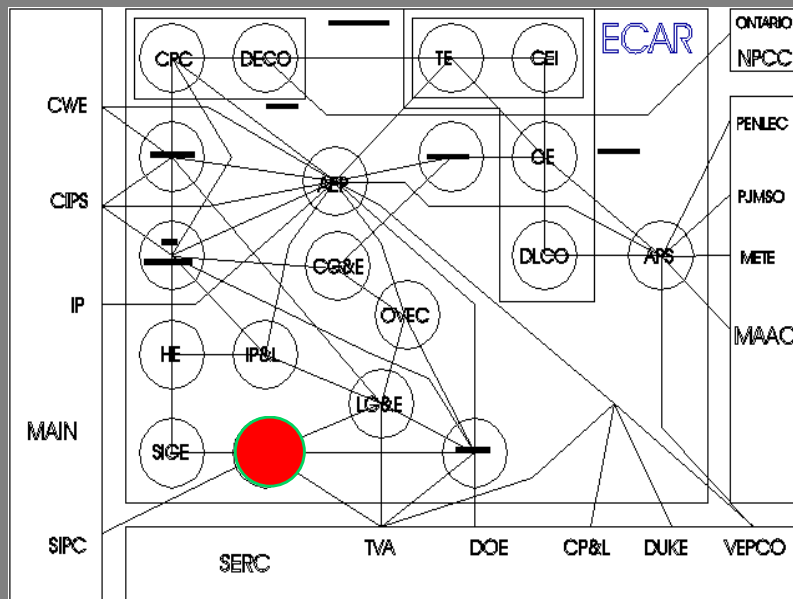 CPC
DECO
TE
CEI
ECAR
ONTARIO
NPCC
CWE
PENLEC
OE
AEP
CIIPS
PJMSO
CG&E
DLCO
APS
METE
IP
OVEC
MAAC
HE
IP&L
LG&E
MAIN
SIGE
SIPC
SERC
TVA
DOE
CP&L
DUKE
VEPCO